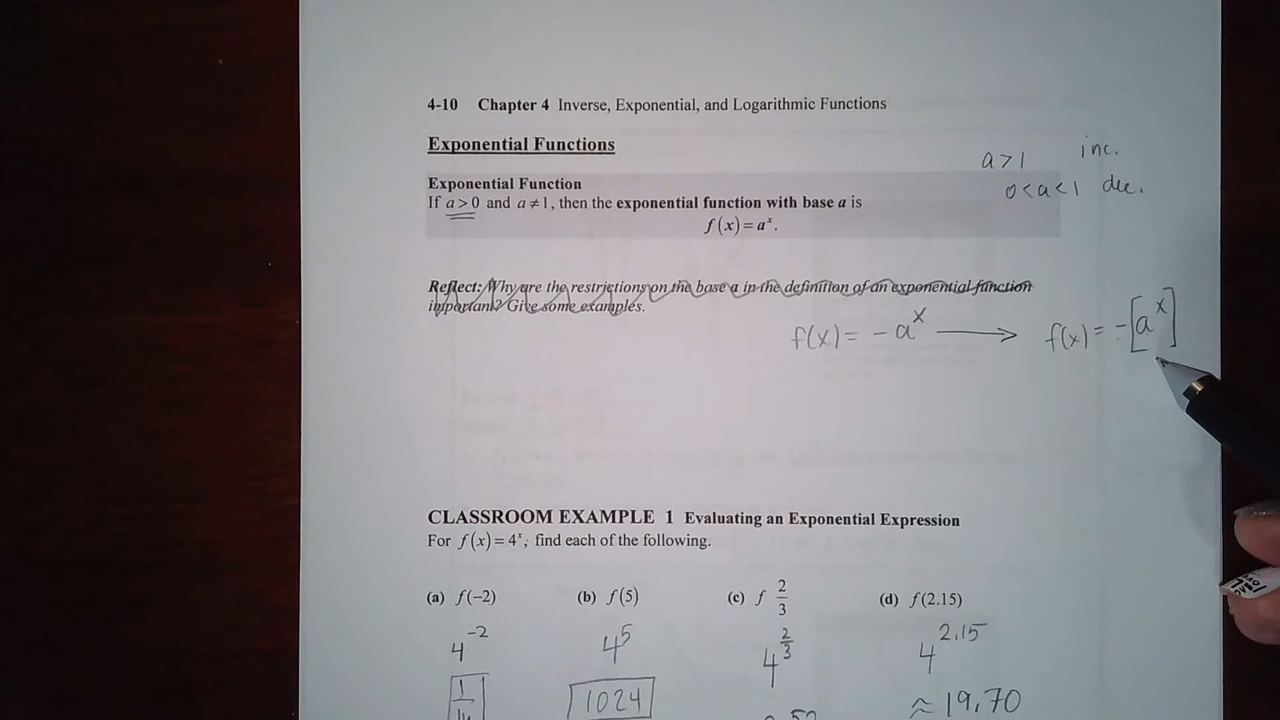 4-10 Chapter 4 Inverse, Exponential, and Logarithmic Functions
Exponential Functions
a>1 inc.
0<a<1 dec.
Exponential Function
If a>0 and a≠1, then the exponential function with base a is
f(x)=aˣ.
Reflect: Why are the restrictions on the base a in the definition of an exponential function
important? Give some examples.
f(x)= -aˣ ⟶ f(x)= -[aˣ]
CLASSROOM EXAMPLE 1 Evaluating an Exponential Expression
For f(x)=4ˣ, find each of the following.
(a) f(−2) (b) f(5) (c) f 2/3 (d) f(2.15)
4^-2 4^5 4^2/3 4^2.15
1024 ≈ 19.70